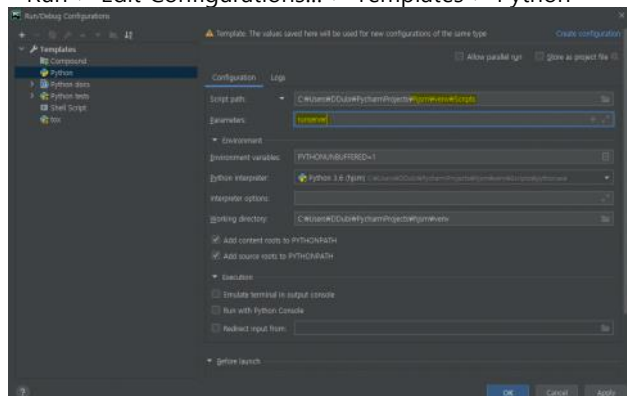 Run > Edit Configurations... > Templates > Python
Run/Debug Configurations
Template. The values saved here will be used for new configurations of the same type
Create configuration
Templates
Compound
Python
Python docs
Python tests
Shell Script
tox
Allow parallel run
Store as project file
Configuration
Logs
Script path:
C:₩Users₩DDubi₩PycharmProjects₩hjsm₩venv₩Scripts
Parameters:
runserver
Environment
Environment variables:
PYTHONUNBUFFERED=1
Python interpreter:
Python 3.6 (hjsm)
Interpreter options:
Working directory:
C:₩Users₩DDubi₩PycharmProjects₩hjsm₩venv
Add content roots to PYTHONPATH
Add source roots to PYTHONPATH
Execution
Emulate terminal in output console
Run with Python Console
Redirect input from:
Before launch
?
OK
Cancel
Apply